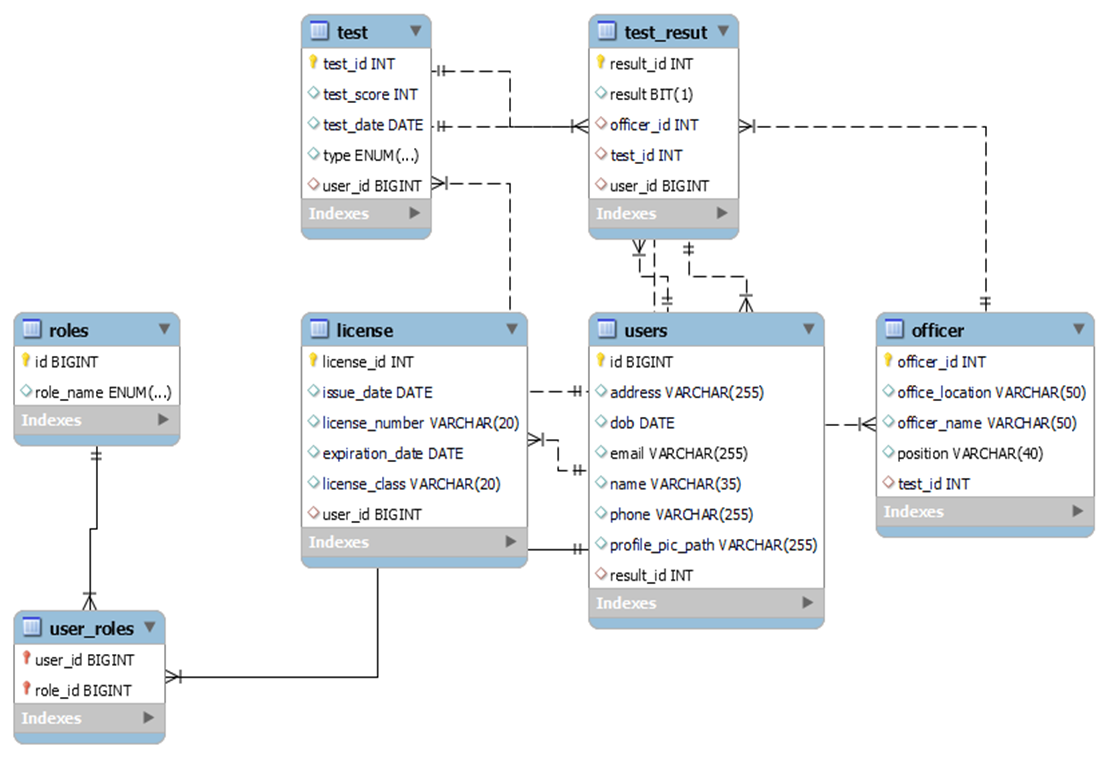 test
test_id INT
test_score INT
test_date DATE
type ENUM(...)
user_id BIGINT
Indexes
test_resut
result_id INT
result BIT(1)
officer_id INT
test_id INT
user_id BIGINT
Indexes
roles
id BIGINT
role_name ENUM(...)
Indexes
license
license_id INT
issue_date DATE
license_number VARCHAR(20)
expiration_date DATE
license_class VARCHAR(20)
user_id BIGINT
Indexes
users
id BIGINT
address VARCHAR(255)
dob DATE
email VARCHAR(255)
name VARCHAR(35)
phone VARCHAR(255)
profile_pic_path VARCHAR(255)
result_id INT
Indexes
officer
officer_id INT
office_location VARCHAR(50)
officer_name VARCHAR(50)
position VARCHAR(40)
test_id INT
Indexes
user_roles
user_id BIGINT
role_id BIGINT
Indexes